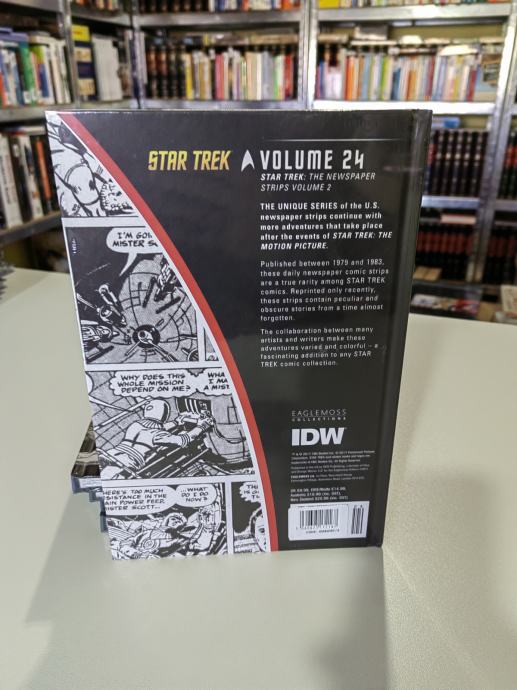 STAR TREK VOLUME 24
STAR TREK: THE NEWSPAPER
STRIPS VOLUME 2
THE UNIQUE SERIES of the U.S.
newspaper strips continue with
more adventures that take place
after the events of STAR TREK: THE
MOTION PICTURE.
Published between 1979 and 1983,
these daily newspaper comic strips
are a true rarity among STAR TREK
comics. Reprinted only recently,
these strips contain peculiar and
obscure stories from a time almost
forgotten.
The collaboration between many
artists and writers make these
adventures varied and colorful – a
fascinating addition to any STAR
TREK comic collection.
EAGLEMOSS
COLLECTIONS
IDW
I'M GOI
MISTER S
WHY DOES THIS
WHOLE MISSION
DEPEND ON ME?
WHA
I MA
A MIST
HERE'S TOO MUCH
SISTANCE IN THE
AIN POWER FEED,
ISTER SCOTT...
...WHAT
DO I DO
NOW?